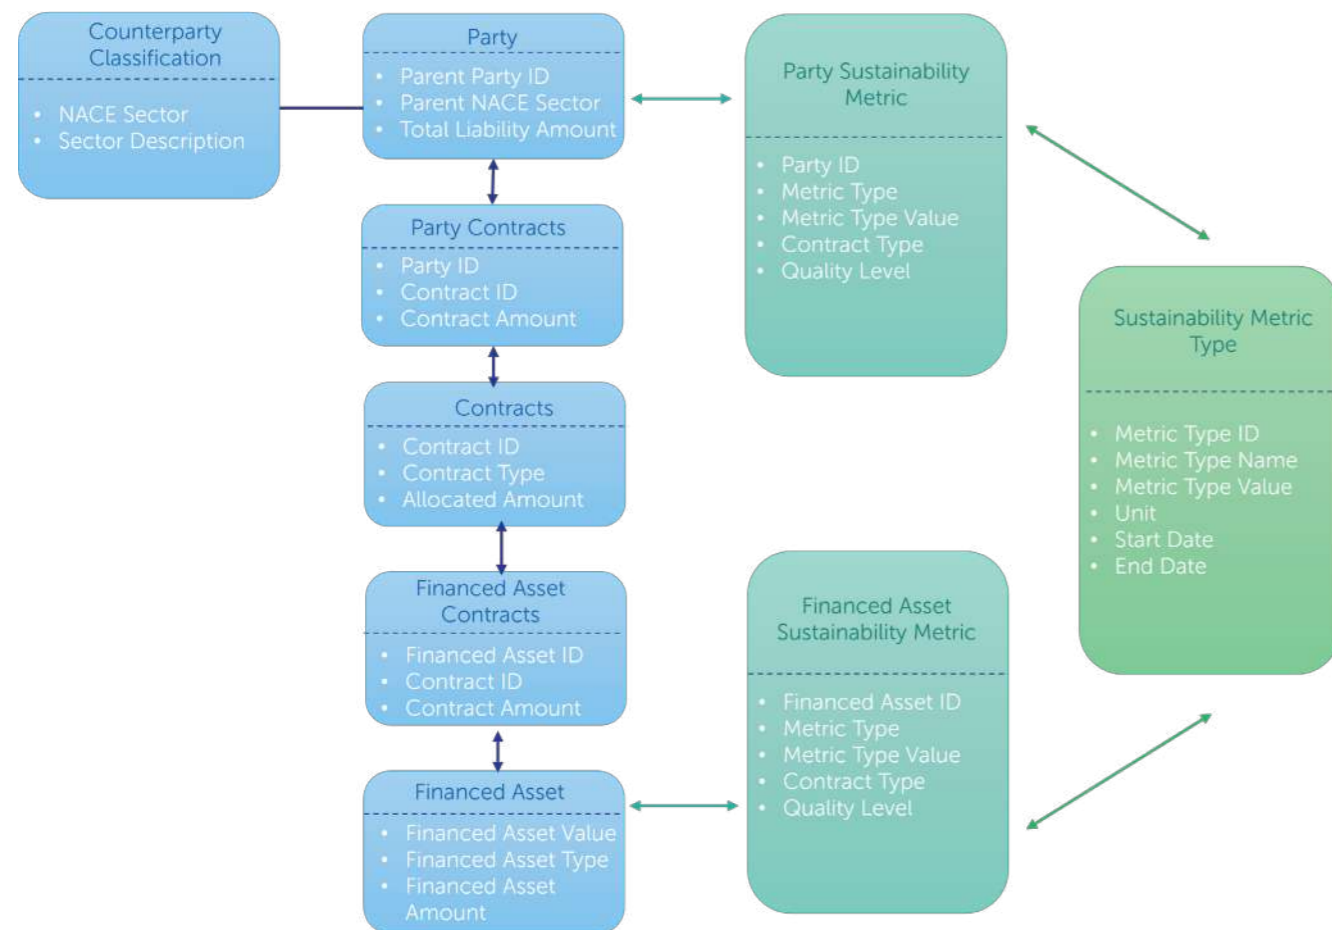 Counterparty
Classification
• NACE Sector
• Sector Description
Party
• Parent Party ID
• Parent NACE Sector
• Total Liability Amount
Party Sustainability
Metric
• Party ID
• Metric Type
• Metric Type Value
• Contract Type
• Quality Level
Party Contracts
• Party ID
• Contract ID
• Contract Amount
Sustainability Metric
Type
• Metric Type ID
• Metric Type Name
• Metric Type Value
• Unit
• Start Date
• End Date
Contracts
• Contract ID
• Contract Type
• Allocated Amount
Financed Asset
Contracts
• Financed Asset ID
• Contract ID
• Contract Amount
Financed Asset
Sustainability Metric
• Financed Asset ID
• Metric Type
• Metric Type Value
• Contract Type
• Quality Level
Financed Asset
• Financed Asset Value
• Financed Asset Type
• Financed Asset
Amount